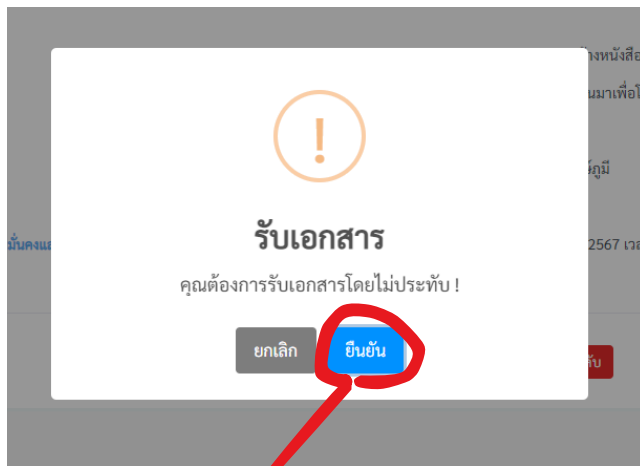 รับเอกสาร
คุณต้องการรับเอกสารโดยไม่ประทับ !
ยกเลิก
ยืนยัน
2567